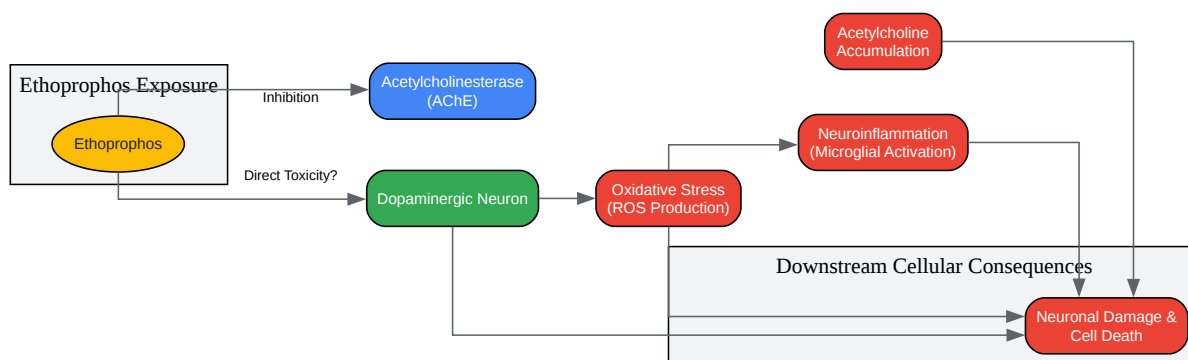 Acetylcholine
Accumulation
Ethoprophos Exposure
Acetylcholinesterase
(AChE)
Inhibition
Ethoprophos
Neuroinflammation
(Microglial Activation)
Direct Toxicity?
Dopaminergic Neuron
Oxidative Stress
(ROS Production)
Downstream Cellular Consequences
Neuronal Damage &
Cell Death